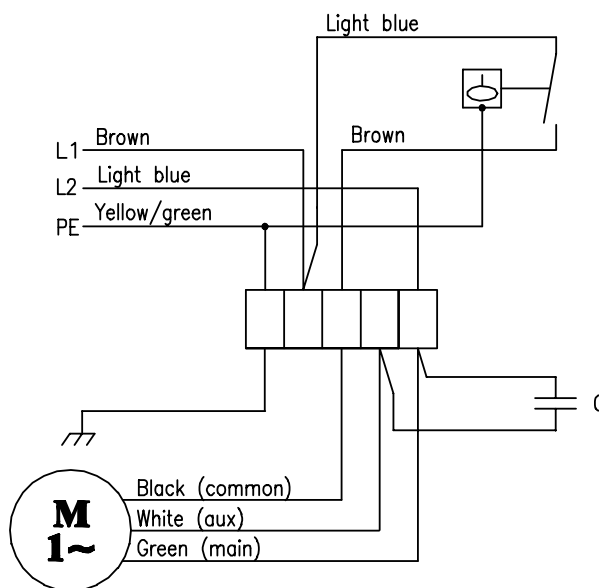 Light blue
Brown
L1 Brown
L2 Light blue
PE Yellow/green
Black (common)
White (aux)
Green (main)
M
1~